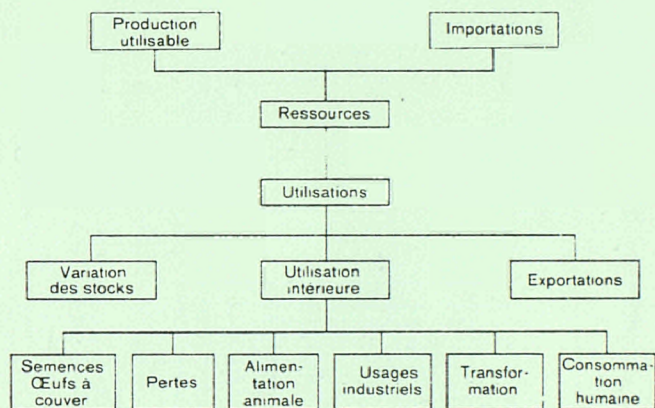 Production
utilisable
Importations
Ressources
Utilisations
Variation
des stocks
Utilisation
intérieure
Exportations
Semences
Œufs à
couver
Pertes
Alimen-
tation
animale
Usages
industriels
Transfor-
mation
Consomma-
tion
humaine